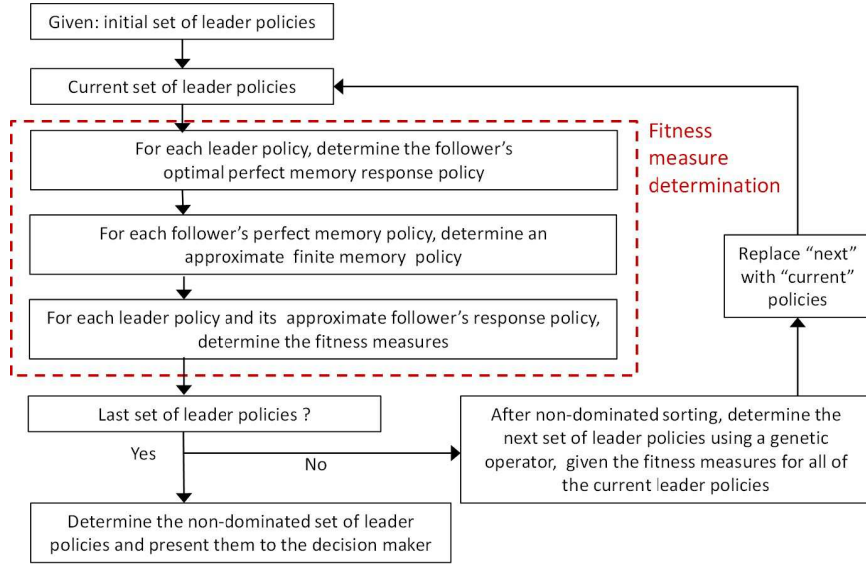 Given: initial set of leader policies
Current set of leader policies
Fitness
measure
determination
For each leader policy, determine the follower's
optimal perfect memory response policy
For each follower's perfect memory policy, determine an
approximate finite memory policy
For each leader policy and its approximate follower's response policy,
determine the fitness measures
Replace "next"
with "current"
policies
Last set of leader policies ?
Yes
No
After non-dominated sorting, determine the
next set of leader policies using a genetic
operator, given the fitness measures for all of
the current leader policies
Determine the non-dominated set of leader
policies and present them to the decision maker